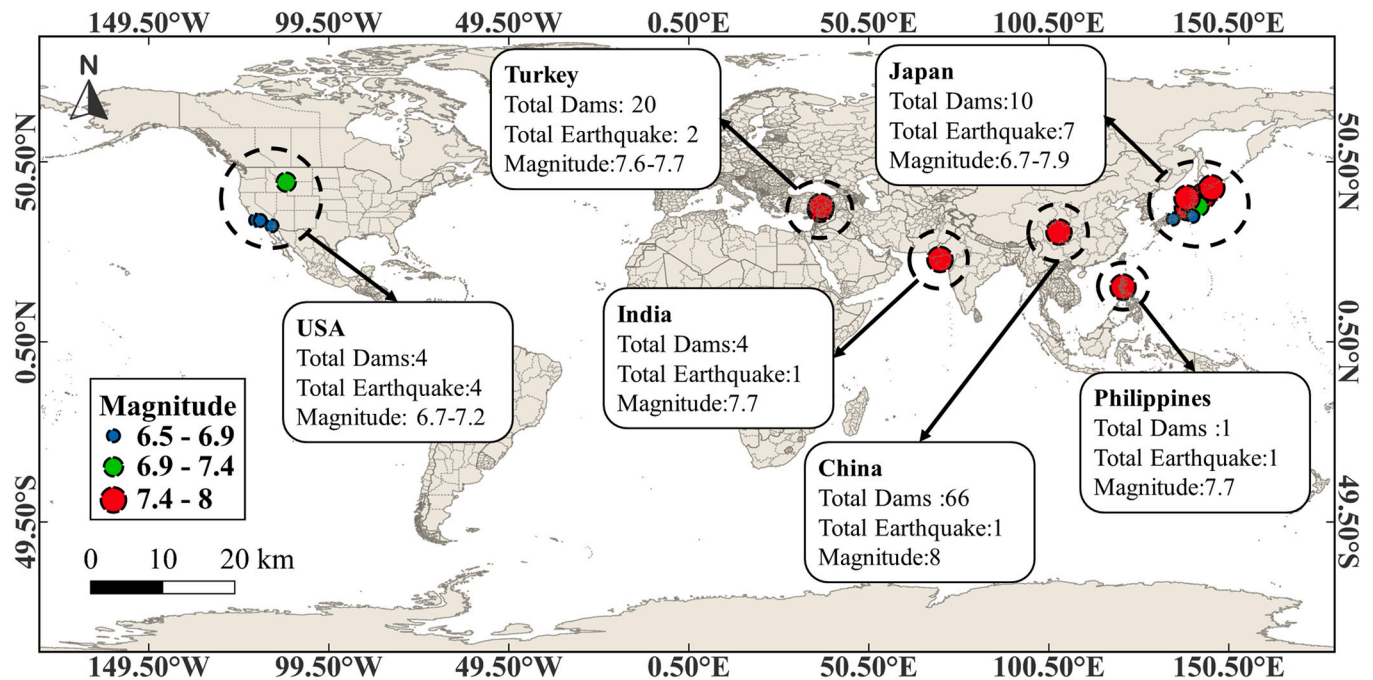 149.50°W 99.50°W 49.50°W 0.50°E 50.50°E 100.50°E 150.50°E
N
50.50°N
0.50°N
49.50°S
Turkey
Total Dams: 20
Total Earthquake: 2
Magnitude:7.6-7.7
Japan
Total Dams:10
Total Earthquake:7
Magnitude:6.7-7.9
50.50°N
0.50°N
49.50°S
USA
Total Dams:4
Total Earthquake:4
Magnitude: 6.7-7.2
India
Total Dams:4
Total Earthquake:1
Magnitude:7.7
Philippines
Total Dams :1
Total Earthquake:1
Magnitude:7.7
China
Total Dams :66
Total Earthquake:1
Magnitude:8
Magnitude
6.5 - 6.9
6.9 - 7.4
7.4 - 8
0 10 20 km
149.50°W 99.50°W 49.50°W 0.50°E 50.50°E 100.50°E 150.50°E